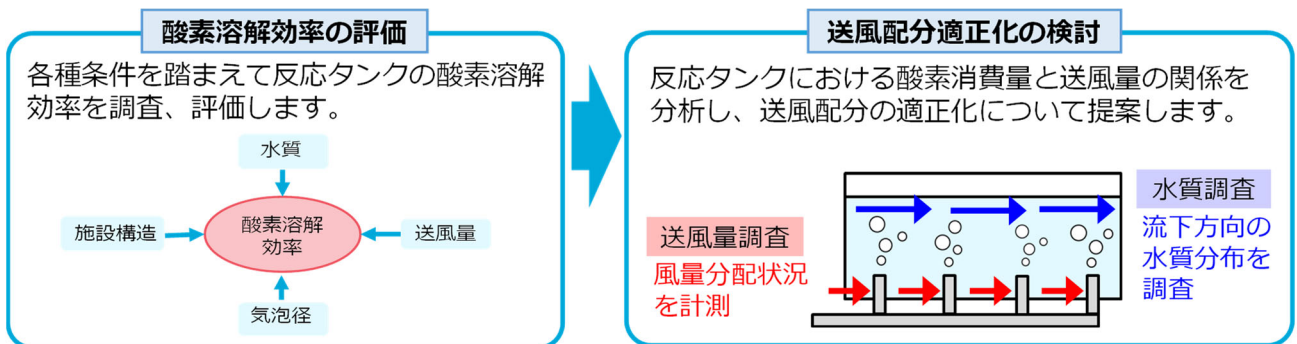 酸素溶解効率の評価
各種条件を踏まえて反応タンクの酸素溶解
効率を調査、評価します。
水質
施設構造
酸素溶解
効率
送風量
気泡径
送風配分適正化の検討
反応タンクにおける酸素消費量と送風量の関係を
分析し、送風配分の適正化について提案します。
送風量調査
風量分配状況
を計測
水質調査
流下方向の
水質分布を
調査